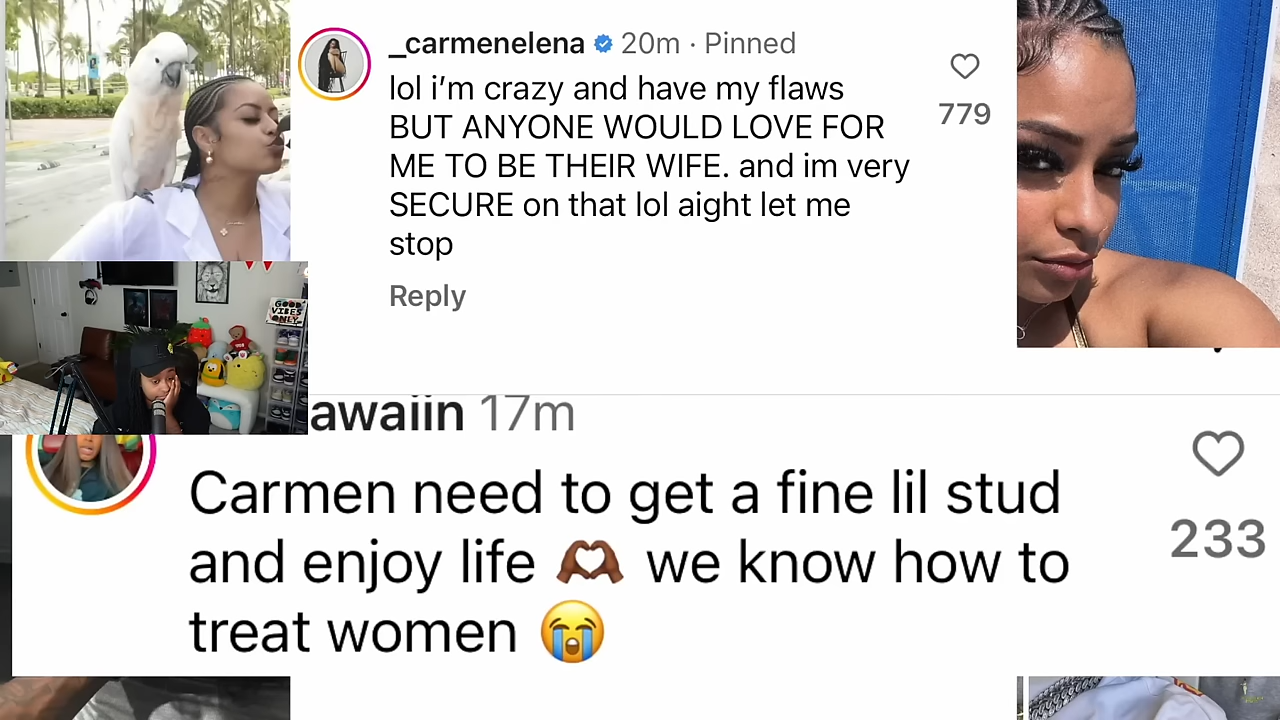 _carmenelena 20m · Pinned
lol i’m crazy and have my flaws
BUT ANYONE WOULD LOVE FOR
ME TO BE THEIR WIFE. and im very
SECURE on that lol aight let me
stop
Reply
779
GOOD
VIBES
ONLY
awaiin 17m
Carmen need to get a fine lil stud
and enjoy life 🫶🏾 we know how to
treat women 😭
233